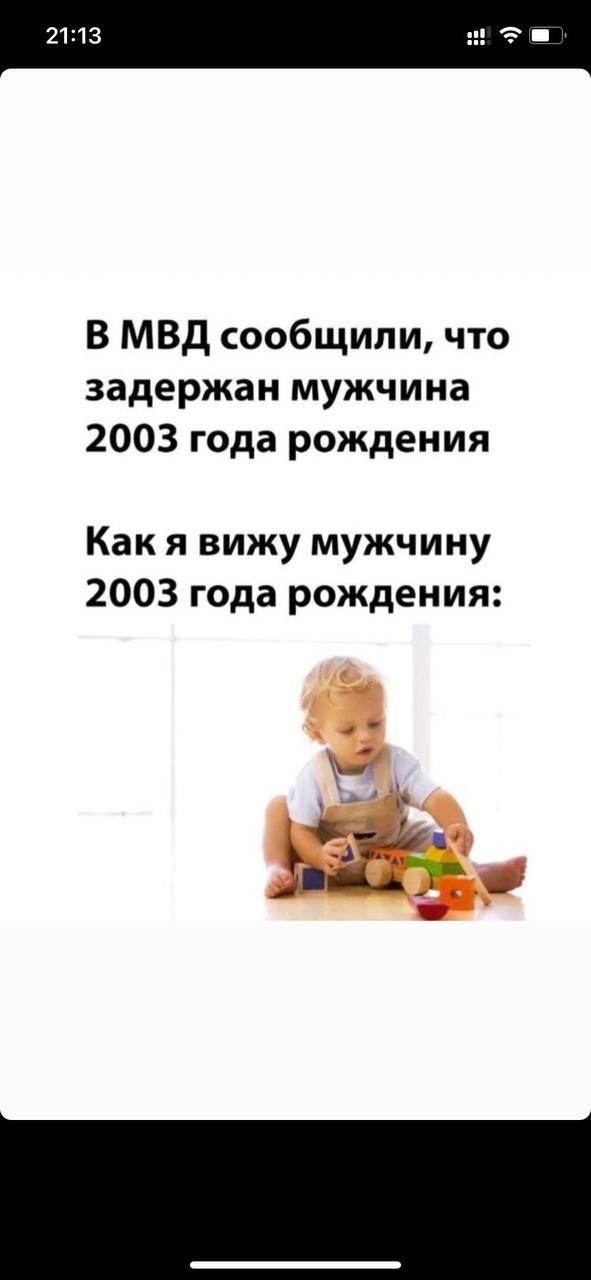 21:13
В МВД сообщили, что
задержан мужчина
2003 года рождения
Как я вижу мужчину
2003 года рождения: